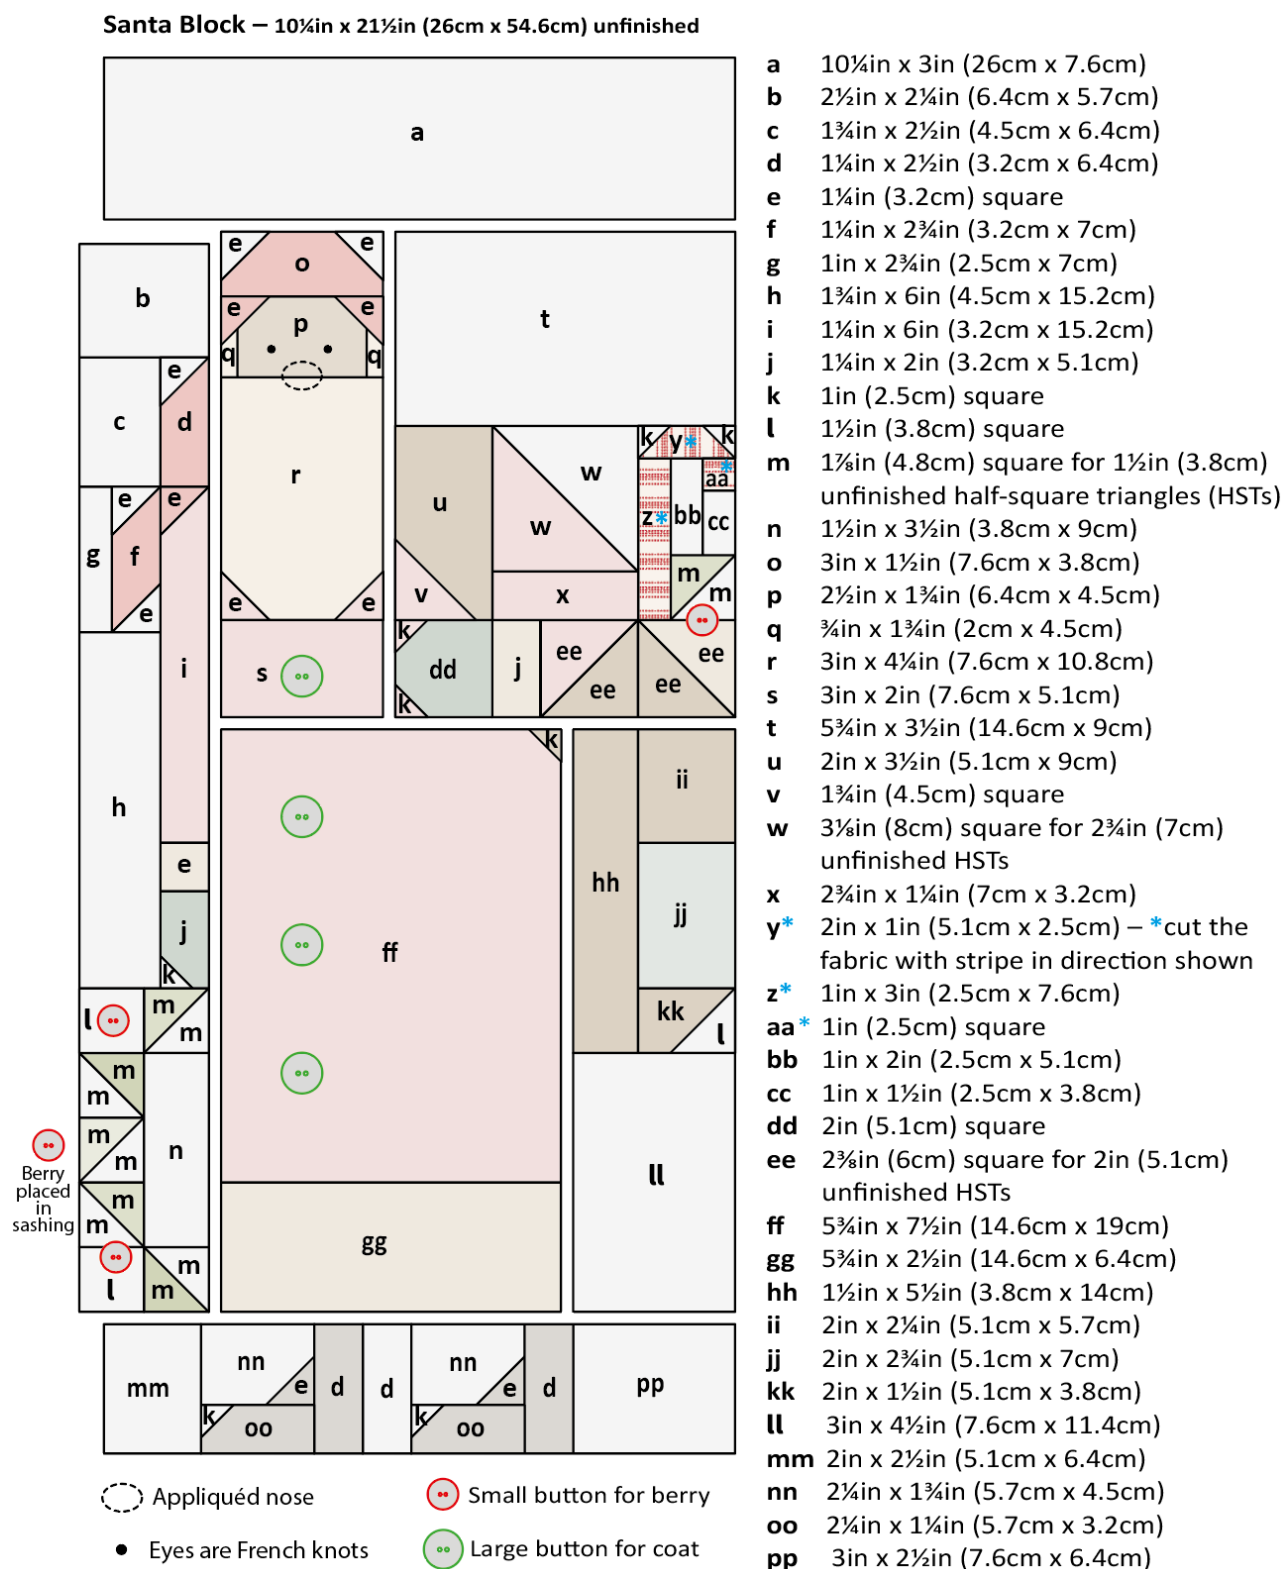 Santa Block – 10¼in x 21½in (26cm x 54.6cm) unfinished
a
b
e
e
o
e
e
p
q
q
t
c
e
d
r
u
w
w
k
y*
k
*
aa
z*
bb
cc
g
e
f
e
e
v
x
m
m
e
e
i
s
k
dd
k
j
ee
ee
ee
ee
h
k
ff
hh
ii
jj
kk
l
e
j
k
l
m
m
m
m
m
m
n
m
m
l
m
m
Berry
placed
in
sashing
gg
ll
mm
nn
e
k
oo
d
d
nn
e
k
oo
d
pp
Appliquéd nose
Small button for berry
Eyes are French knots
Large button for coat
a 10¼in x 3in (26cm x 7.6cm)
b 2½in x 2¼in (6.4cm x 5.7cm)
c 1¾in x 2½in (4.5cm x 6.4cm)
d 1¼in x 2½in (3.2cm x 6.4cm)
e 1¼in (3.2cm) square
f 1¼in x 2¾in (3.2cm x 7cm)
g 1in x 2¾in (2.5cm x 7cm)
h 1¾in x 6in (4.5cm x 15.2cm)
i 1¼in x 6in (3.2cm x 15.2cm)
j 1¼in x 2in (3.2cm x 5.1cm)
k 1in (2.5cm) square
l 1½in (3.8cm) square
m 1⅞in (4.8cm) square for 1½in (3.8cm)
unfinished half-square triangles (HSTs)
n 1½in x 3½in (3.8cm x 9cm)
o 3in x 1½in (7.6cm x 3.8cm)
p 2½in x 1¾in (6.4cm x 4.5cm)
q ¾in x 1¾in (2cm x 4.5cm)
r 3in x 4¼in (7.6cm x 10.8cm)
s 3in x 2in (7.6cm x 5.1cm)
t 5¾in x 3½in (14.6cm x 9cm)
u 2in x 3½in (5.1cm x 9cm)
v 1¾in (4.5cm) square
w 3⅛in (8cm) square for 2¾in (7cm)
unfinished HSTs
x 2¾in x 1¼in (7cm x 3.2cm)
y* 2in x 1in (5.1cm x 2.5cm) – *cut the
fabric with stripe in direction shown
z* 1in x 3in (2.5cm x 7.6cm)
aa* 1in (2.5cm) square
bb 1in x 2in (2.5cm x 5.1cm)
cc 1in x 1½in (2.5cm x 3.8cm)
dd 2in (5.1cm) square
ee 2⅜in (6cm) square for 2in (5.1cm)
unfinished HSTs
ff 5¾in x 7½in (14.6cm x 19cm)
gg 5¾in x 2½in (14.6cm x 6.4cm)
hh 1½in x 5½in (3.8cm x 14cm)
ii 2in x 2¼in (5.1cm x 5.7cm)
jj 2in x 2¾in (5.1cm x 7cm)
kk 2in x 1½in (5.1cm x 3.8cm)
ll 3in x 4½in (7.6cm x 11.4cm)
mm 2in x 2½in (5.1cm x 6.4cm)
nn 2¼in x 1¾in (5.7cm x 4.5cm)
oo 2¼in x 1¼in (5.7cm x 3.2cm)
pp 3in x 2½in (7.6cm x 6.4cm)